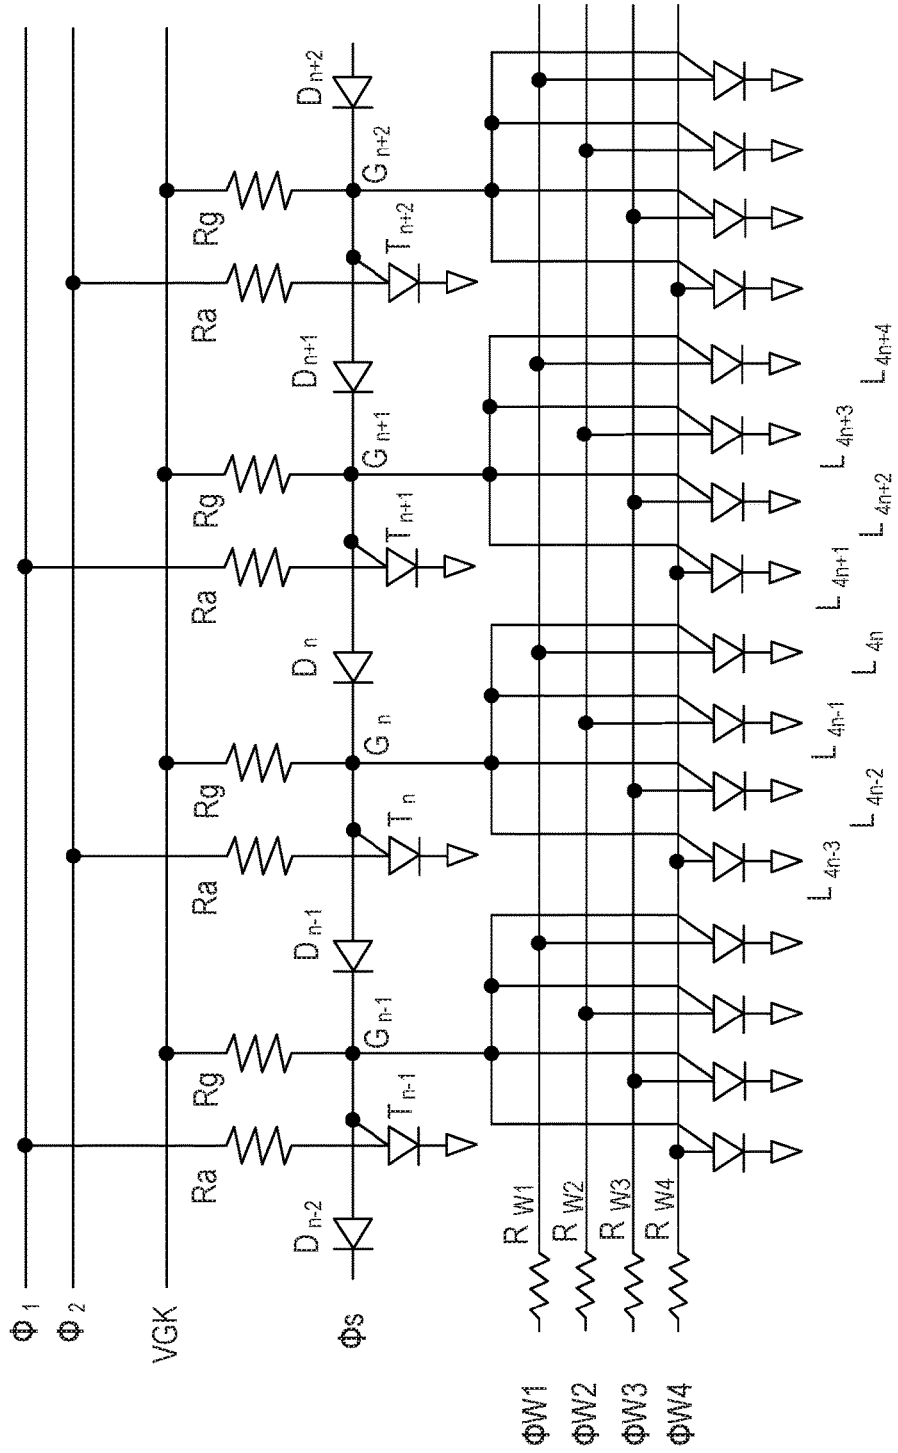 Φ1
Φ2
VGK
Ra Rg Ra Rg Ra Rg Ra Rg
Dn-2 Dn-1 Dn Dn+1 Dn+2
Φs
Gn-1 Gn Gn+1 Gn+2
Tn-1 Tn Tn+1 Tn+2
ΦW1 RW1
ΦW2 RW2
ΦW3 RW3
ΦW4 RW4
L4n-3 L4n-1 L4n+1 L4n+3
L4n-2 L4n L4n+2 L4n+4